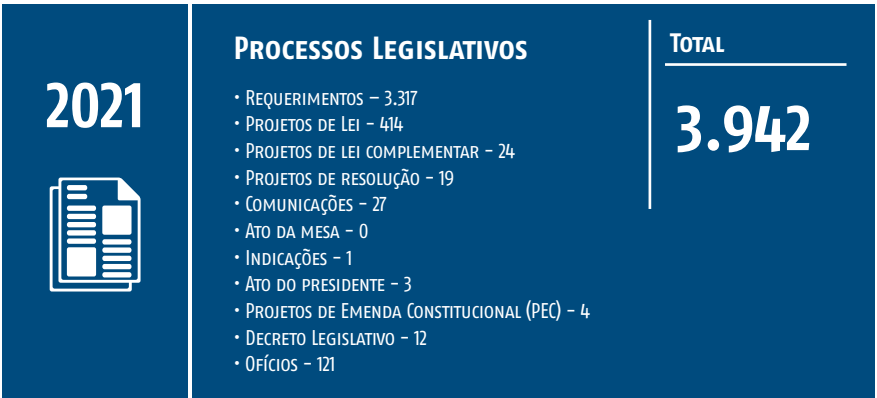 2021
Processos Legislativos
• Requerimentos – 3.317
• Projetos de Lei – 414
• Projetos de lei complementar – 24
• Projetos de resolução – 19
• Comunicações – 27
• Ato da mesa – 0
• Indicações – 1
• Ato do presidente – 3
• Projetos de Emenda Constitucional (PEC) – 4
• Decreto Legislativo – 12
• Ofícios – 121
Total
3.942